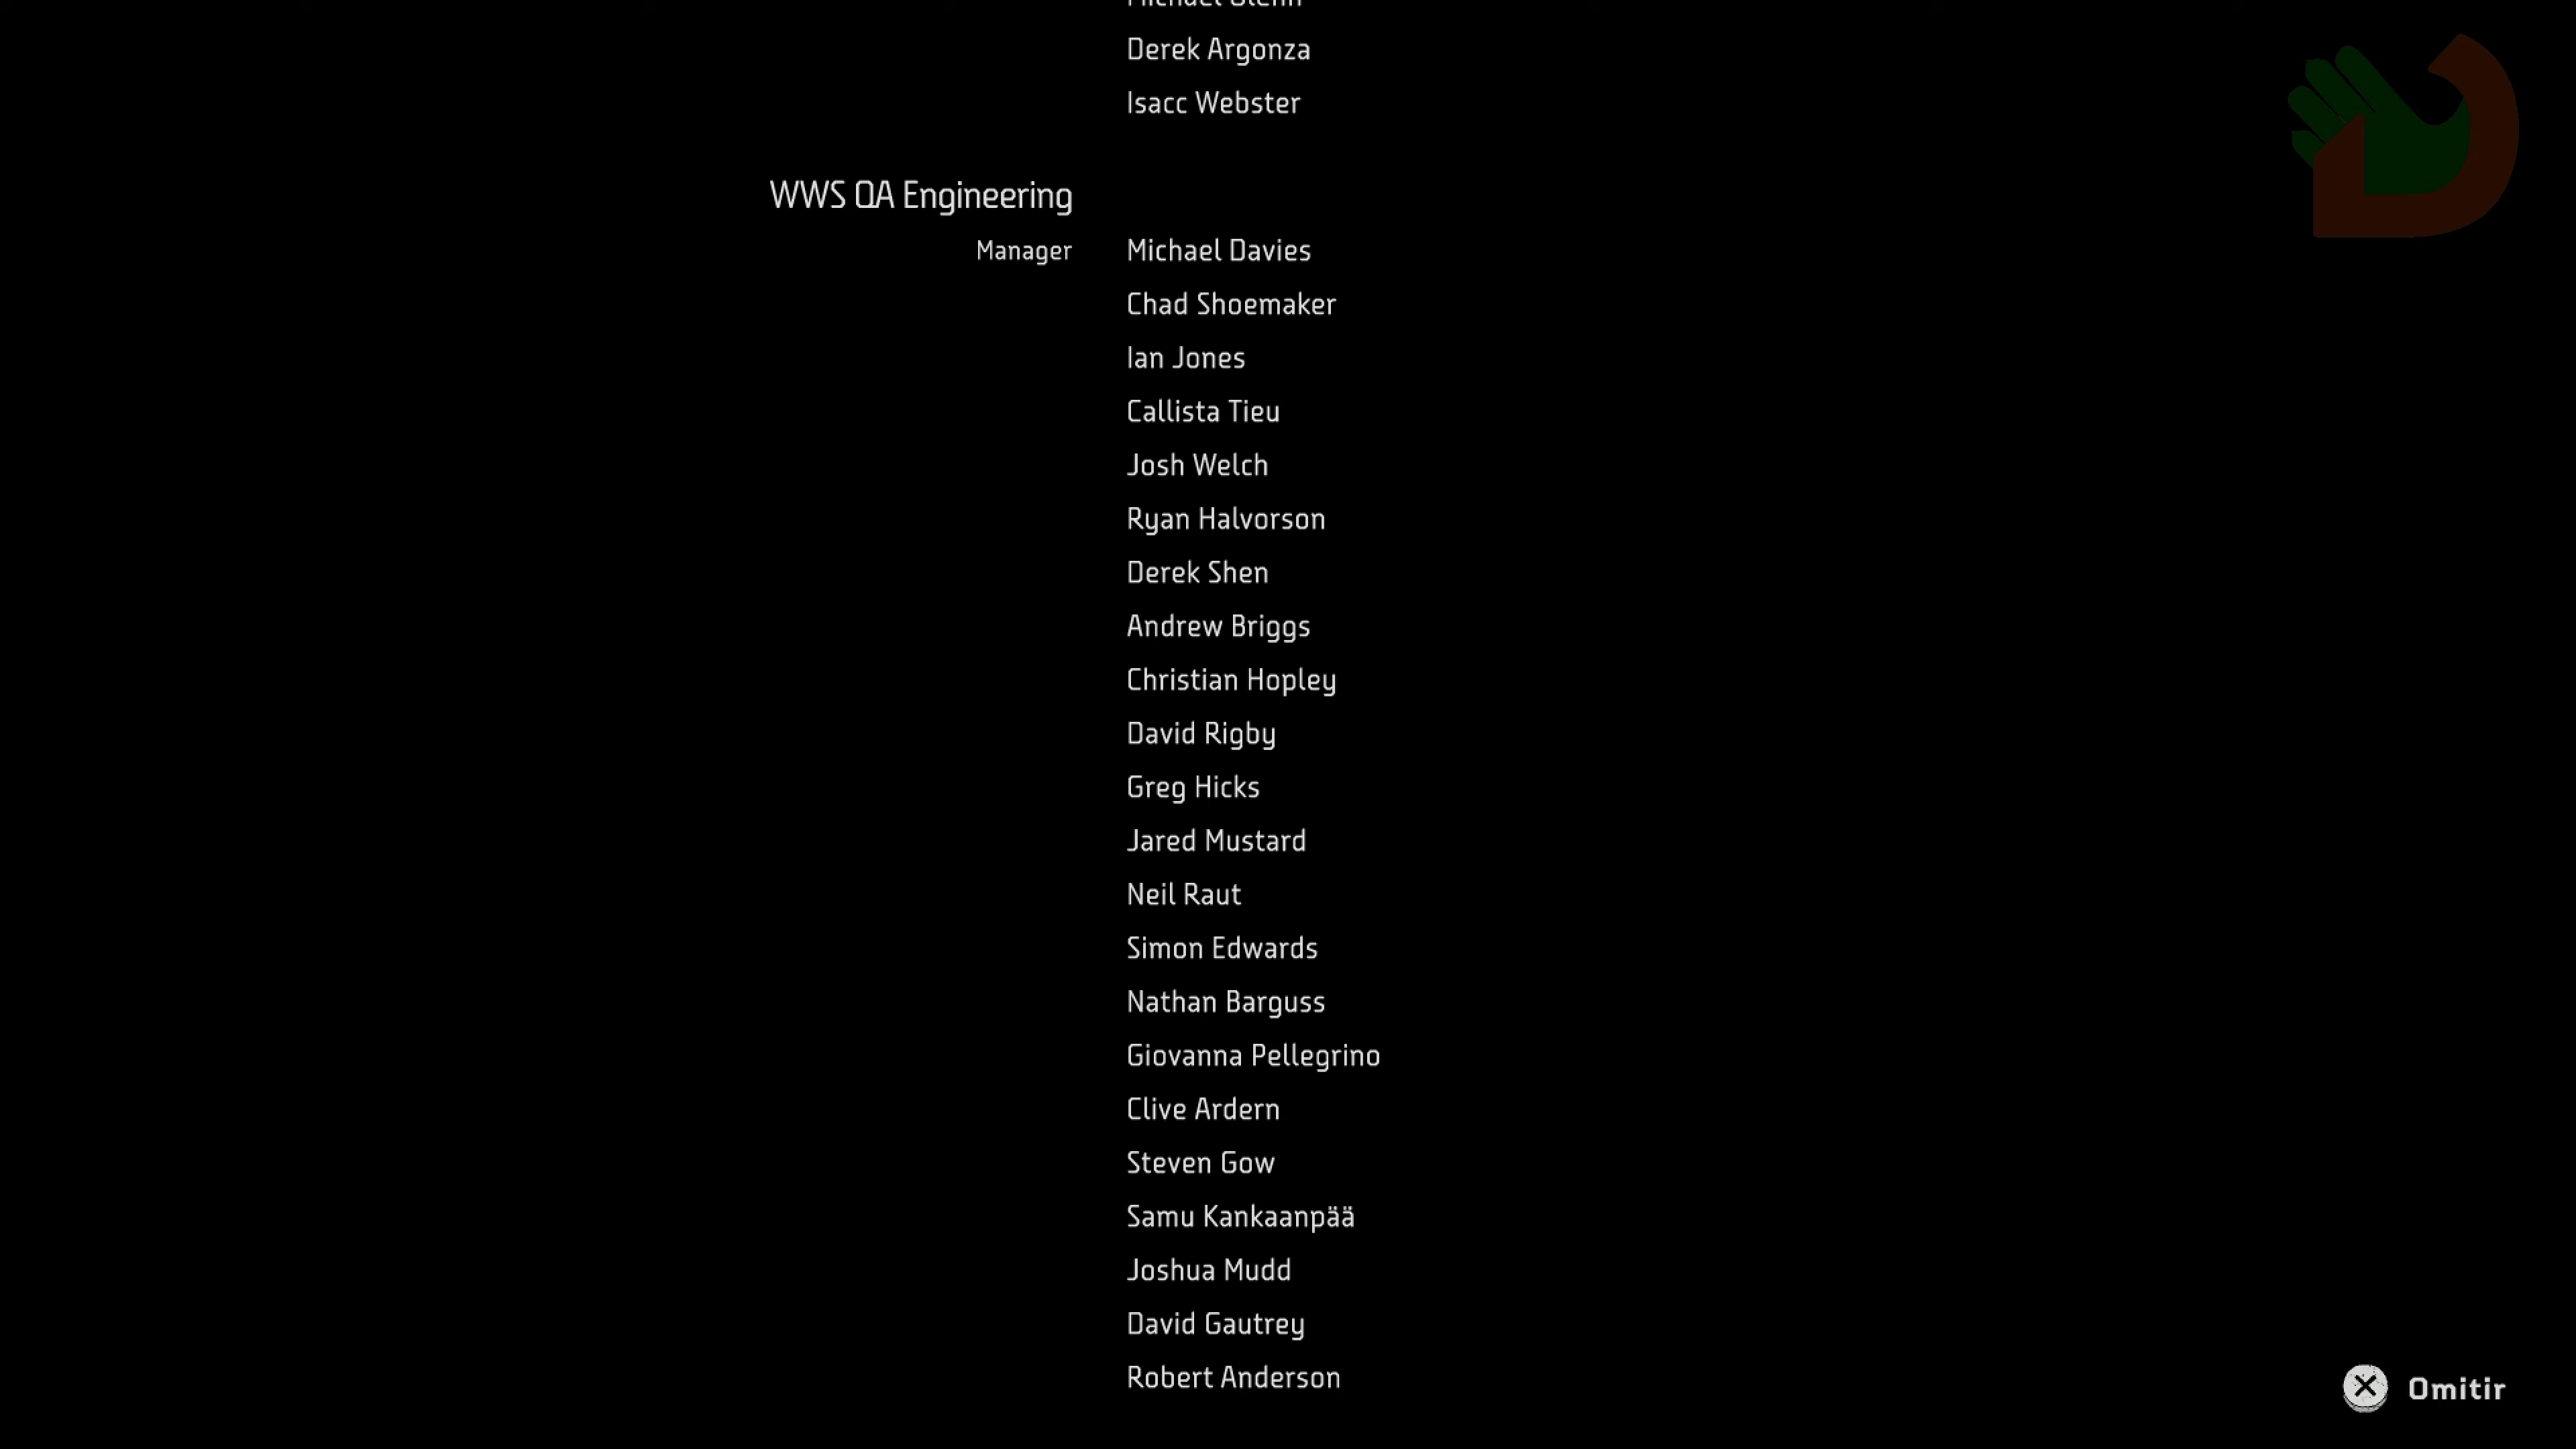 Derek Argonza
Isacc Webster
WWS QA Engineering
Manager Michael Davies
Chad Shoemaker
Ian Jones
Callista Tieu
Josh Welch
Ryan Halvorson
Derek Shen
Andrew Briggs
Christian Hopley
David Rigby
Greg Hicks
Jared Mustard
Neil Raut
Simon Edwards
Nathan Barguss
Giovanna Pellegrino
Clive Ardern
Steven Gow
Samu Kankaanpää
Joshua Mudd
David Gautrey
Robert Anderson
Omitir